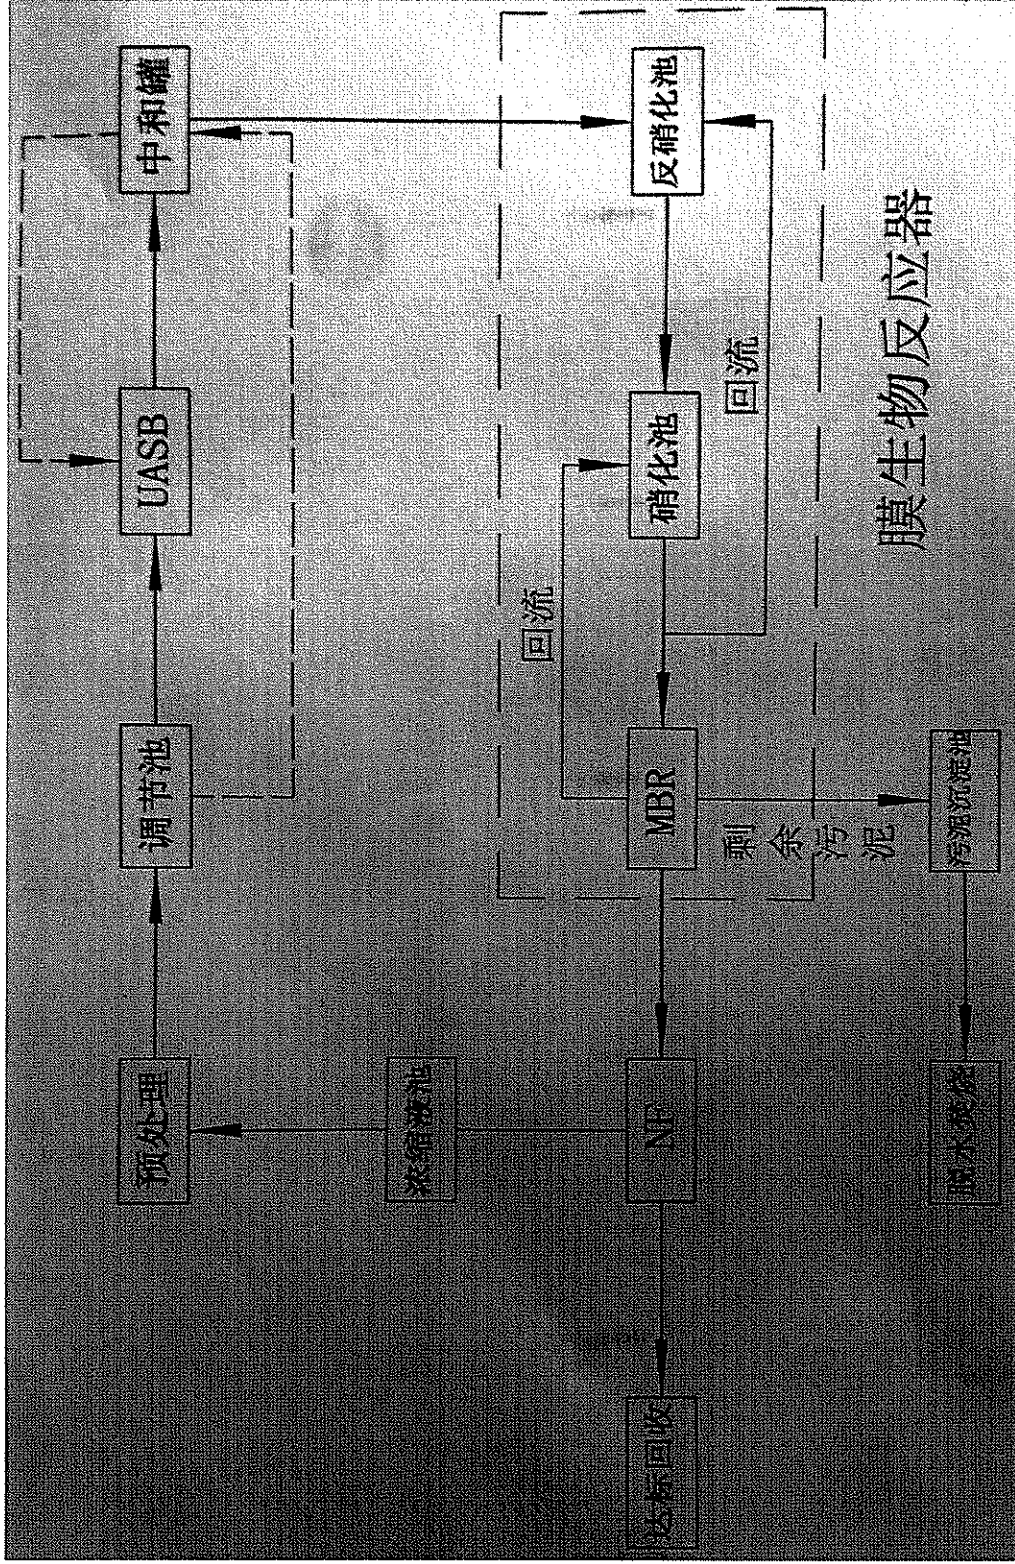 预处理
调节池
UASB
中和罐
浓缩液池
回流
达标回收
NF
MBR
硝化池
反硝化池
剩余污泥
回流
污泥沉淀池
脱水焚烧
膜生物反应器